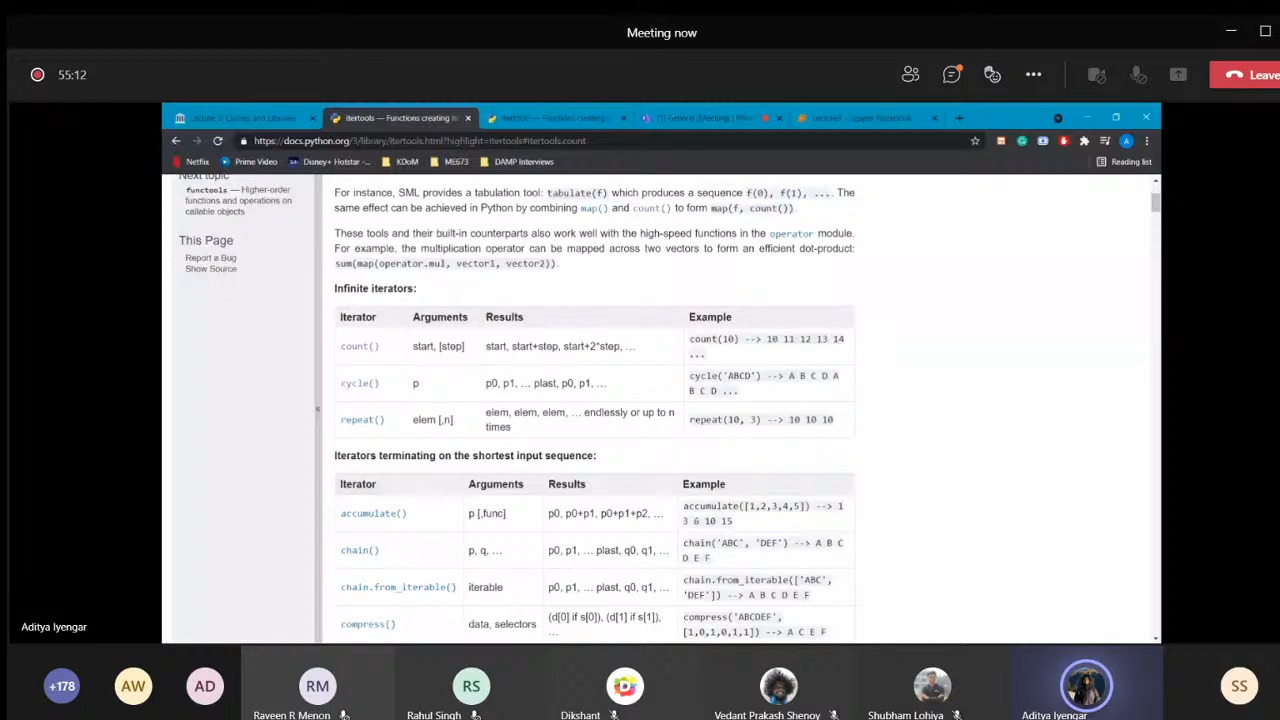 Meeting now
55:12
Leave
Lecture_5: Queries and Libraries
itertools — Functions creating it
itertools — Functions creating
General (Meeting) | Micr
Lecture5 - Jupyter Notebook
https://docs.python.org/3/library/itertools.html?highlight=itertools#itertools.count
Netflix
Prime Video
Disney+ Hotstar -...
KDoM
ME673
DAMP Interviews
Reading list
Next topic
functools — Higher-order
functions and operations on
callable objects
This Page
Report a Bug
Show Source
For instance, SML provides a tabulation tool: tabulate(f) which produces a sequence f(0), f(1), .... The
same effect can be achieved in Python by combining map() and count() to form map(f, count()).
These tools and their built-in counterparts also work well with the high-speed functions in the operator module.
For example, the multiplication operator can be mapped across two vectors to form an efficient dot-product:
sum(map(operator.mul, vector1, vector2)).
Infinite iterators:
Iterator Arguments Results Example
count() start, [step] start, start+step, start+2*step, … count(10) --> 10 11 12 13 14
...
cycle() p p0, p1, … plast, p0, p1, … cycle('ABCD') --> A B C D A
B C D ...
repeat() elem [,n] elem, elem, elem, … endlessly or up to n
times repeat(10, 3) --> 10 10 10
Iterators terminating on the shortest input sequence:
Iterator Arguments Results Example
accumulate() p [,func] p0, p0+p1, p0+p1+p2, … accumulate([1,2,3,4,5]) --> 1
3 6 10 15
chain() p, q, … p0, p1, … plast, q0, q1, … chain('ABC', 'DEF') --> A B C
D E F
chain.from_iterable() iterable p0, p1, … plast, q0, q1, … chain.from_iterable(['ABC',
'DEF']) --> A B C D E F
compress() data, selectors (d[0] if s[0]), (d[1] if s[1]),
… compress('ABCDEF',
[1,0,1,0,1,1]) --> A C E F
Aditya Iyengar
+178
AW
AD
RM
RS
SS
Raveen R Menon
Rahul Singh
Dikshant
Vedant Prakash Shenoy
Shubham Lohiya
Aditya Iyengar